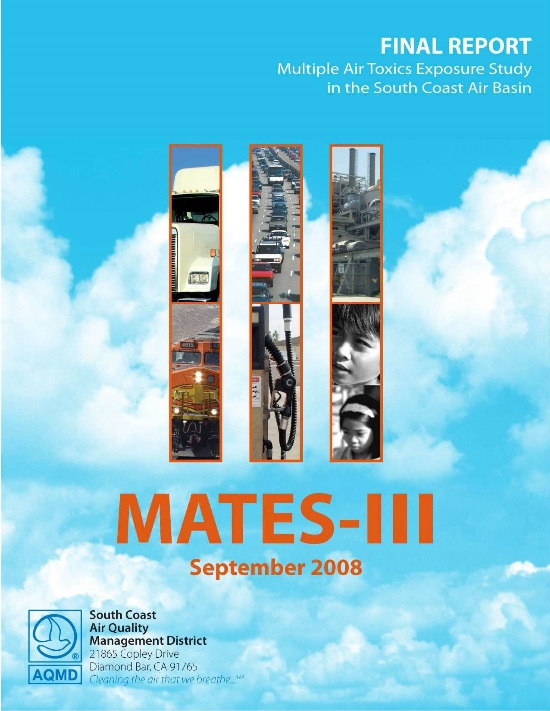 FINAL REPORT
Multiple Air Toxics Exposure Study
in the South Coast Air Basin
MATES-III
September 2008
South Coast
Air Quality
Management District
21865 Copley Drive
Diamond Bar, CA 91765
Cleaning the air that we breathe...™
®
AQMD